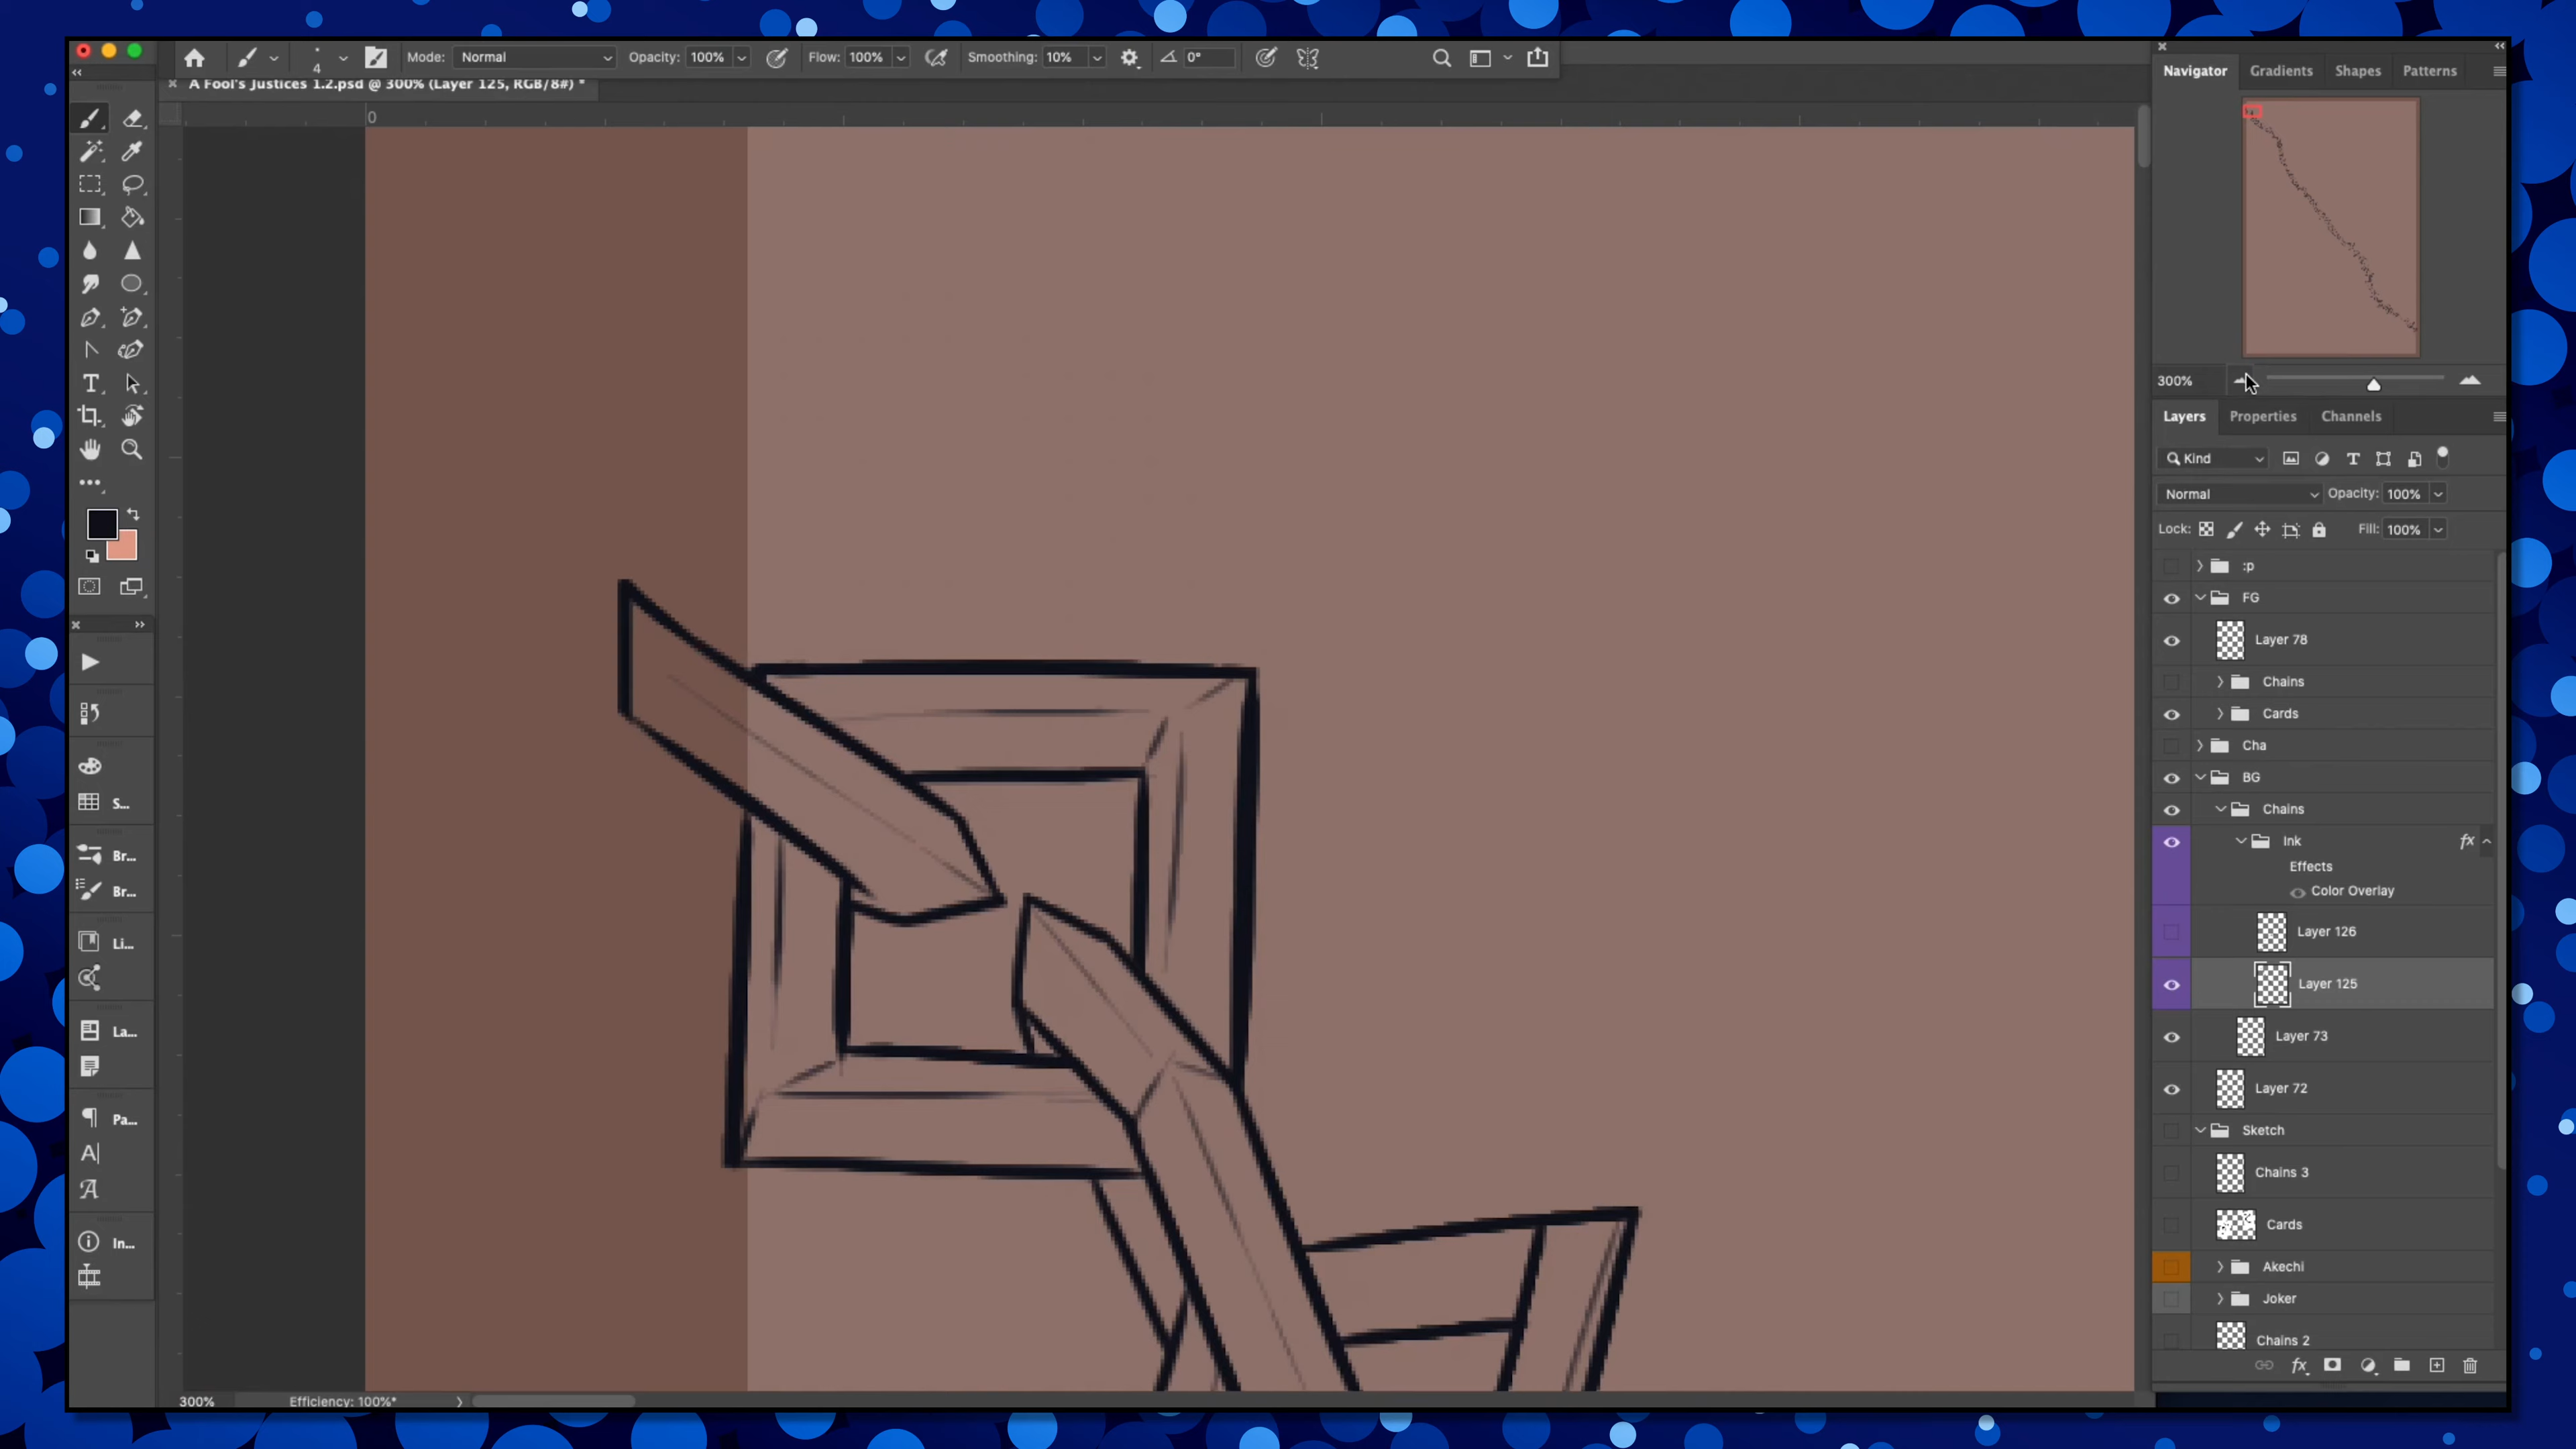 Mode: Normal Opacity: 100% Flow: 100% Smoothing: 10% 0°
4
A Fool's Justices 1.2.psd @ 300% (Layer 125, RGB/8#) *
0
S...
Br...
Br...
Li...
La...
Pa...
In...
300% Efficiency: 100%*
Navigator Gradients Shapes Patterns
300%
Layers Properties Channels
Kind
Normal Opacity: 100%
Lock: Fill: 100%
:p
FG
Layer 78
Chains
Cards
Cha
BG
Chains
Ink fx
Effects
Color Overlay
Layer 126
Layer 125
Layer 73
Layer 72
Sketch
Chains 3
Cards
Akechi
Joker
Chains 2
fx